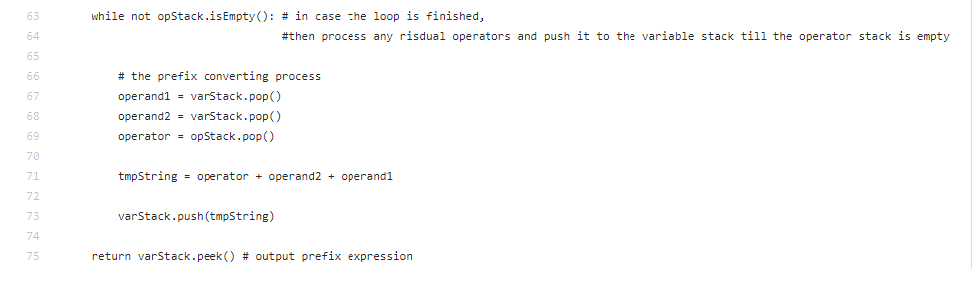 63 while not opStack.isEmpty(): # in case the loop is finished,
64 #then process any risdual operators and push it to the variable stack till the operator stack is empty
65
66 # the prefix converting process
67 operand1 = varStack.pop()
68 operand2 = varStack.pop()
69 operator = opStack.pop()
70
71 tmpString = operator + operand2 + operand1
72
73 varStack.push(tmpString)
74
75 return varStack.peek() # output prefix expression